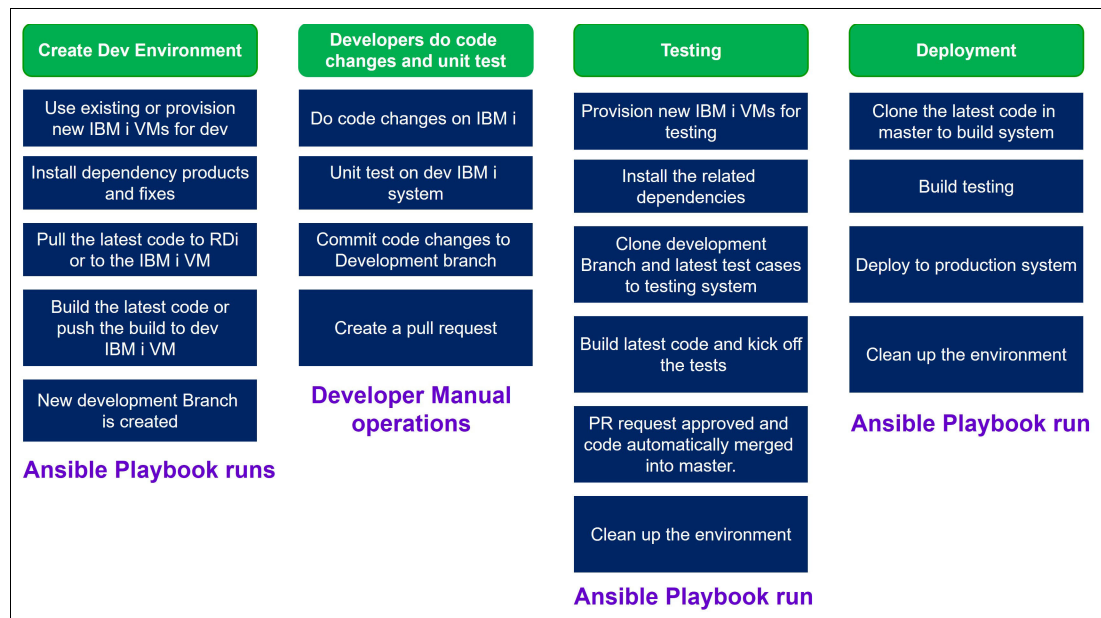 Create Dev Environment
Use existing or provision
new IBM i VMs for dev
Install dependency products
and fixes
Pull the latest code to RDi
or to the IBM i VM
Build the latest code or
push the build to dev
IBM i VM
New development Branch
is created
Ansible Playbook runs
Developers do code
changes and unit test
Do code changes on IBM i
Unit test on dev IBM i
system
Commit code changes to
Development branch
Create a pull request
Developer Manual
operations
Testing
Provision new IBM i VMs for
testing
Install the related
dependencies
Clone development
Branch and latest test cases
to testing system
Build latest code and kick off
the tests
PR request approved and
code automatically merged
into master.
Clean up the environment
Ansible Playbook run
Deployment
Clone the latest code in
master to build system
Build testing
Deploy to production system
Clean up the environment
Ansible Playbook run